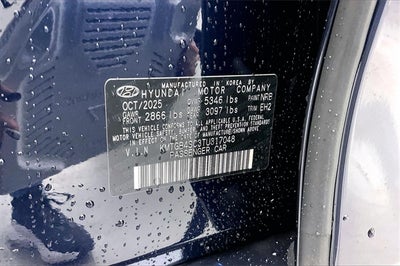 MANUFACTURED IN KOREA BY
HYUNDAI MOTOR COMPANY
OCT/2025 GVWR 5346 lbs PAINT NRB
FRONT 2866 lbs REAR 3097 lbs TRIM EHZ
THIS VEHICLE CONFORMS TO ALL APPLICABLE U.S.A. FEDERAL
MOTOR VEHICLE SAFETY AND THEFT PREVENTION
STANDARDS IN EFFECT ON THE DATE OF MANUFACTURE SHOWN ABOVE.
V.I.N. KMTGB4SC3TU317048
PASSENGER CAR